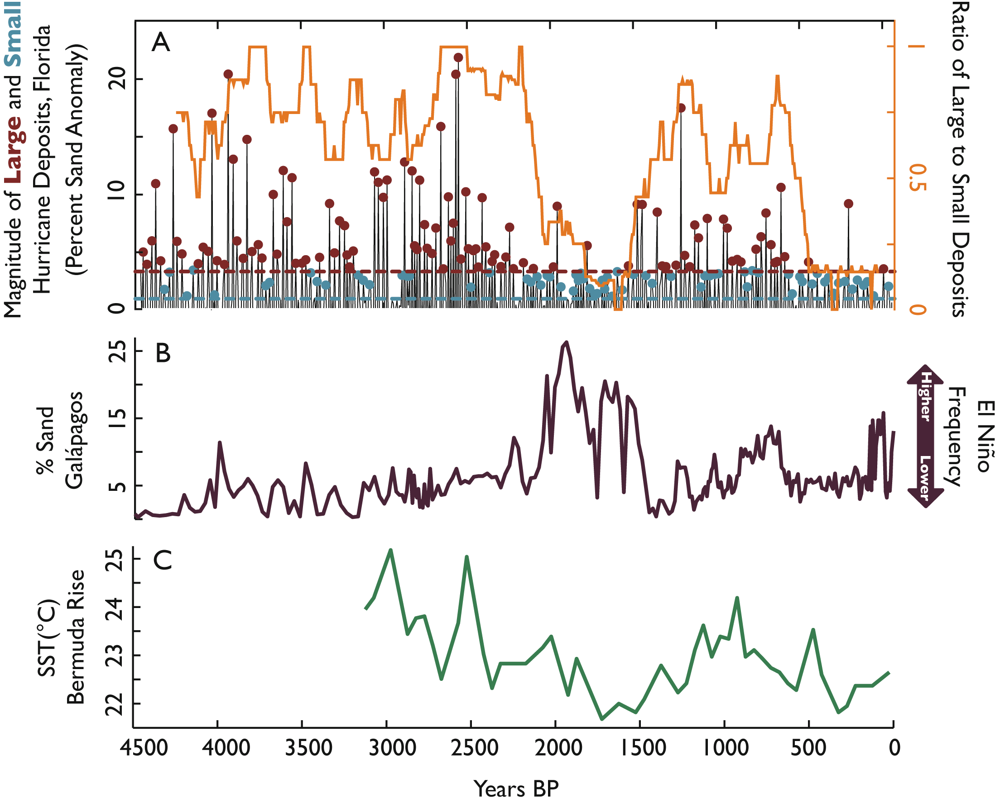 Magnitude of Large and Small
Hurricane Deposits, Florida
(Percent Sand Anomaly)
20
10
0
A
1
0.5
0
Ratio of Large to Small Deposits
% Sand
Galápagos
25
15
5
B
Higher
Lower
El Niño
Frequency
SST(°C)
Bermuda Rise
25
24
23
22
C
4500 4000 3500 3000 2500 2000 1500 1000 500 0
Years BP